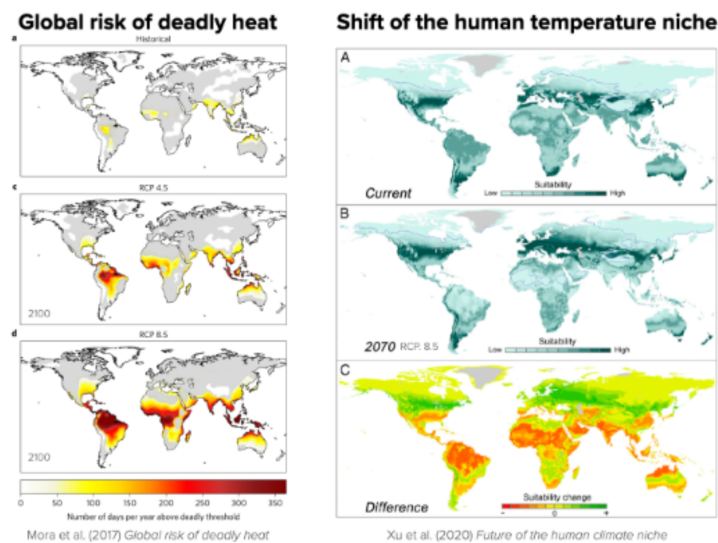 Global risk of deadly heat
a
Historical
c
RCP 4.5
2100
d
RCP 8.5
2100
0 50 100 150 200 250 300 350
Number of days per year above deadly threshold
Mora et al. (2017) Global risk of deadly heat
Shift of the human temperature niche
A
Current
Suitability
Low High
B
2070 RCP 8.5
Suitability
Low High
C
Difference
Suitability change
- 0 +
Xu et al. (2020) Future of the human climate niche